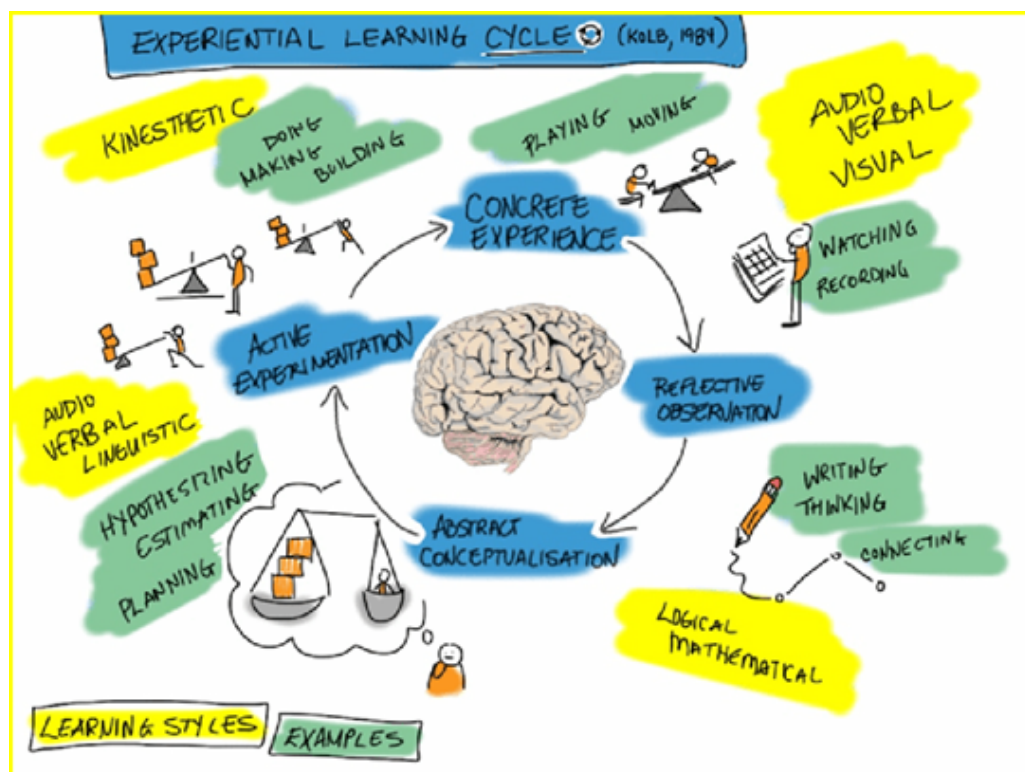 EXPERIENTIAL LEARNING CYCLE (KOLB, 1984)
KINESTHETIC
DOING
MAKING
BUILDING
PLAYING MOVING
AUDIO
VERBAL
VISUAL
CONCRETE
EXPERIENCE
WATCHING
RECORDING
ACTIVE
EXPERIMENTATION
REFLECTIVE
OBSERVATION
AUDIO
VERBAL
LINGUISTIC
HYPOTHESIZING
ESTIMATING
PLANNING
ABSTRACT
CONCEPTUALISATION
WRITING
THINKING
CONNECTING
LOGICAL
MATHEMATICAL
LEARNING STYLES
EXAMPLES